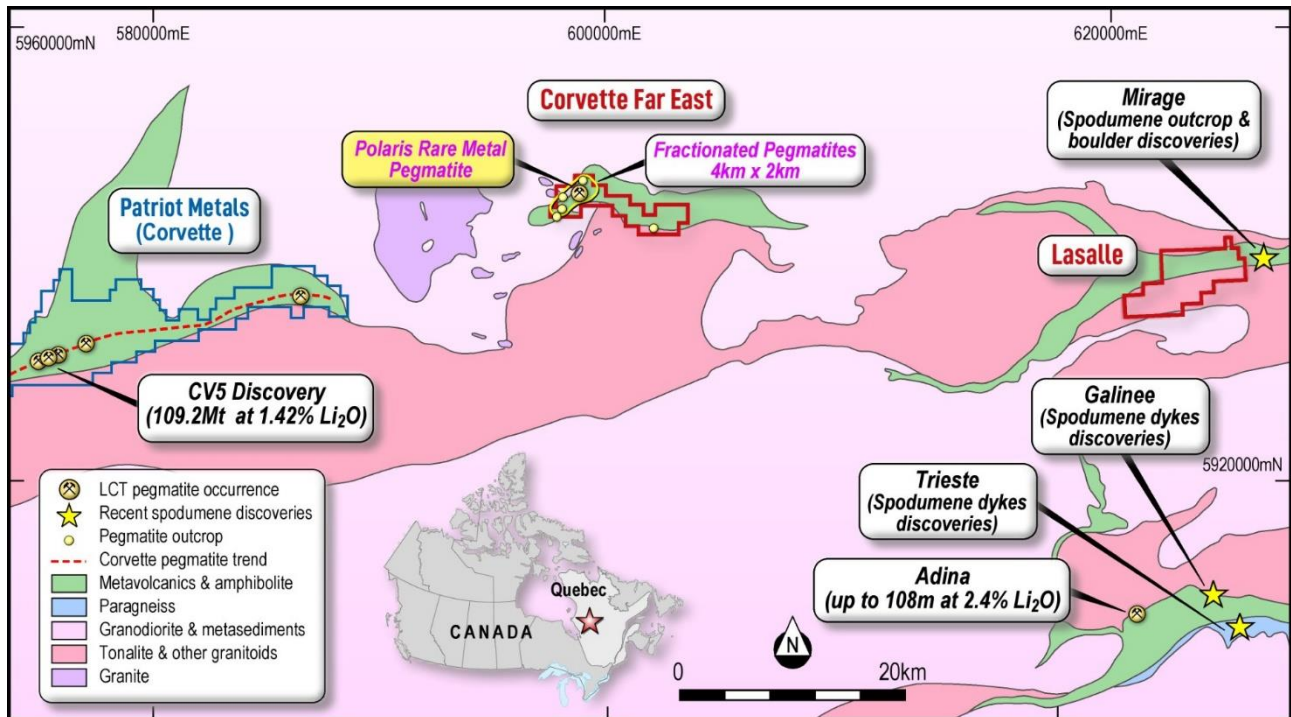 580000mE
600000mE
620000mE
5960000mN
Corvette Far East
Mirage
(Spodumene outcrop &
boulder discoveries)
Polaris Rare Metal
Pegmatite
Fractionated Pegmatites
4km x 2km
Patriot Metals
(Corvette )
Lasalle
CV5 Discovery
(109.2Mt at 1.42% Li₂O)
Galinee
(Spodumene dykes
discoveries)
5920000mN
Trieste
(Spodumene dykes
discoveries)
Adina
(up to 108m at 2.4% Li₂O)
LCT pegmatite occurrence
Recent spodumene discoveries
Pegmatite outcrop
Corvette pegmatite trend
Metavolcanics & amphibolite
Paragneiss
Granodiorite & metasediments
Tonalite & other granitoids
Granite
Quebec
CANADA
N
0
20km